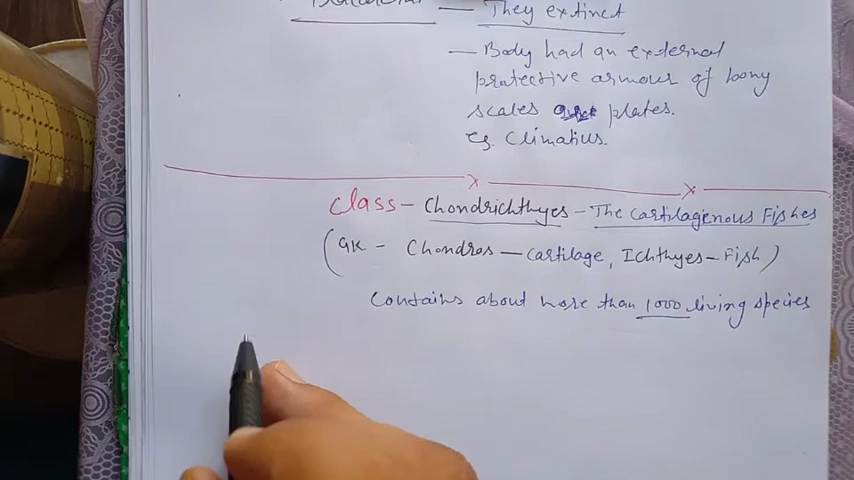 — They extinct
— Body had an external
protective armour of bony
scales plates.
Eg. Climatius.
Class - Chondrichthyes - The Cartilagenous Fishes
(GK - Chondros — cartilage, Ichthyes - Fish)
Contains about more than 1000 living species